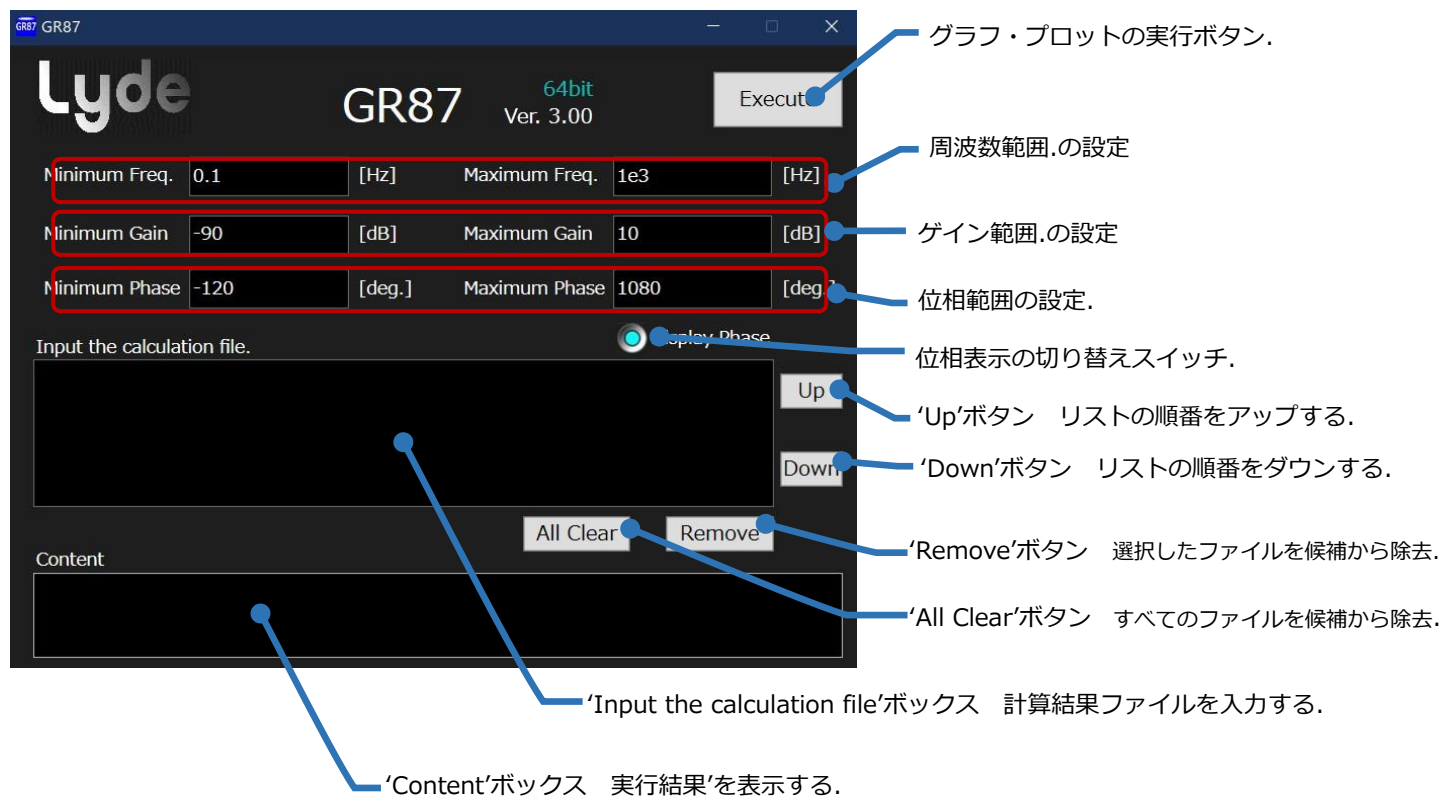 GR87 GR87
Lyde
GR87
64bit
Ver. 3.00
Execute
グラフ・プロットの実行ボタン.
Minimum Freq. 0.1 [Hz] Maximum Freq. 1e3 [Hz]
周波数範囲.の設定
Minimum Gain -90 [dB] Maximum Gain 10 [dB]
ゲイン範囲.の設定
Minimum Phase -120 [deg.] Maximum Phase 1080 [deg.]
位相範囲の設定.
Display Phase
位相表示の切り替えスイッチ.
Input the calculation file.
Up
‘Up’ボタン　リストの順番をアップする.
Down
‘Down’ボタン　リストの順番をダウンする.
All Clear Remove
‘Remove’ボタン　選択したファイルを候補から除去.
Content
‘All Clear’ボタン　すべてのファイルを候補から除去.
‘Input the calculation file’ボックス　計算結果ファイルを入力する.
‘Content’ボックス　実行結果’を表示する.